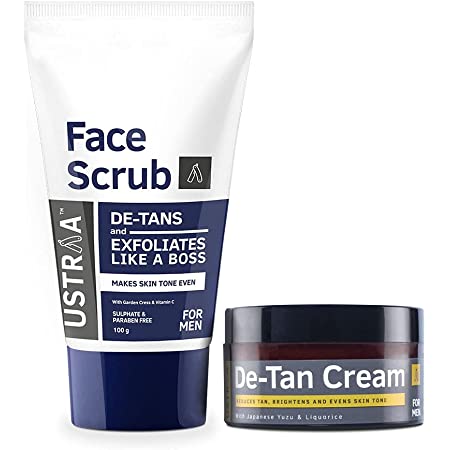 Face
Scrub
USTRAA™
DE-TANS
and
EXFOLIATES
LIKE A BOSS
MAKES SKIN TONE EVEN
With Garden Cress & Vitamin C
SULPHATE &
PARABEN FREE
100 g
FOR
MEN
De-Tan Cream
REDUCES TAN, BRIGHTENS AND EVENS SKIN TONE
With Japanese Yuzu & Liquorice
FOR
MEN